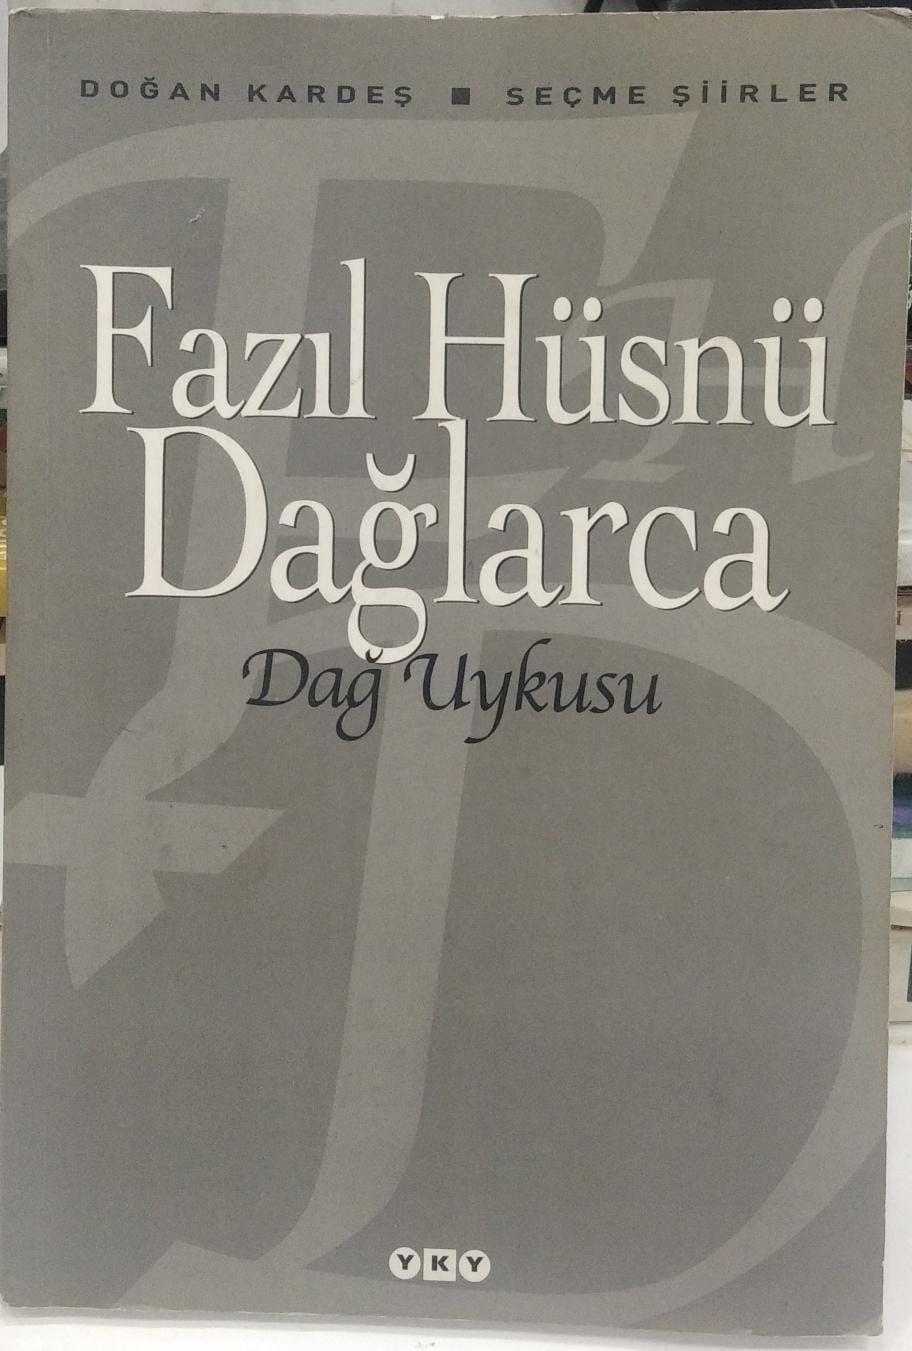 DOĞAN KARDEŞ ■ SEÇME ŞİİRLER
Fazıl Hüsnü
Dağlarca
Dağ Uykusu
YKY